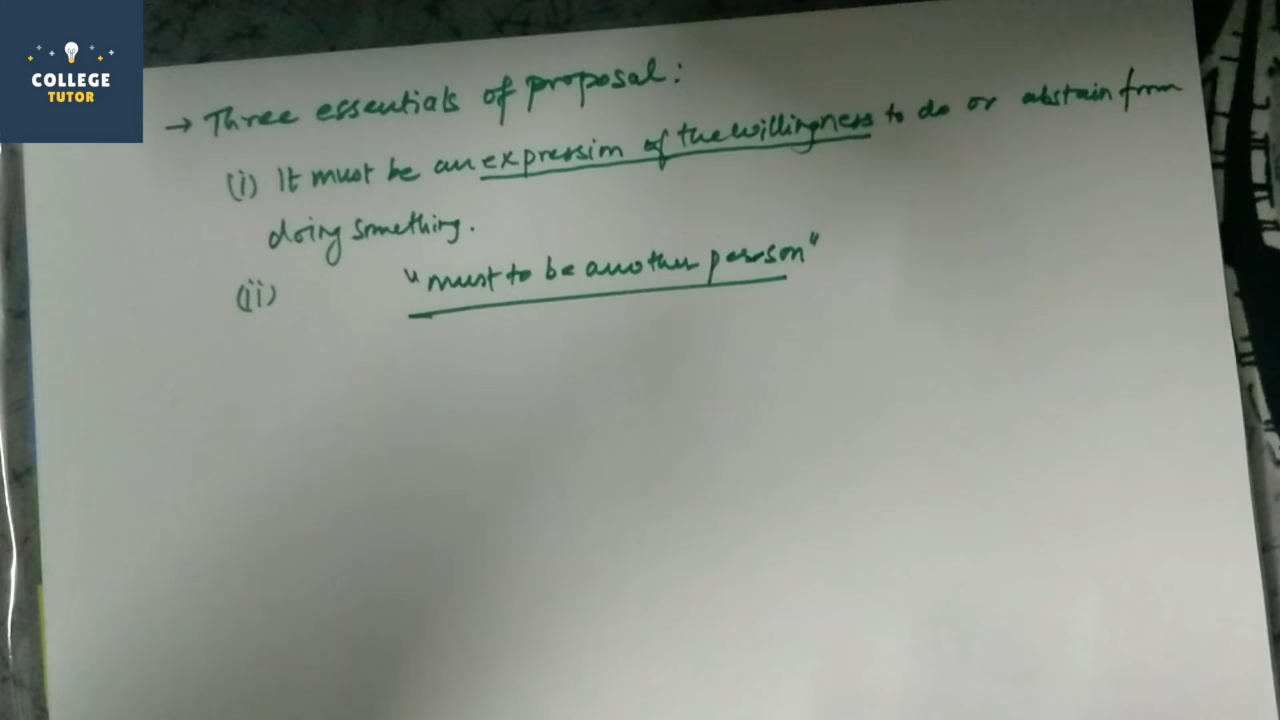 COLLEGE
TUTOR
→ Three essentials of proposal:
(i) It must be an expression of the willingness to do or abstain from
doing something.
(ii) "must to be another person"